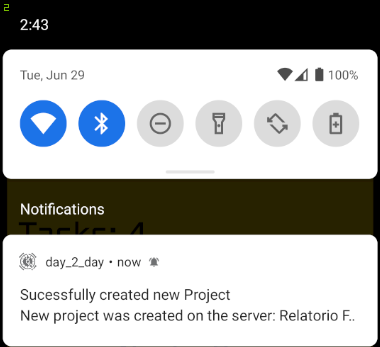 2
2:43
Tue, Jun 29 100%
Notifications
Tasks: 4
day_2_day • now
Sucessfully created new Project
New project was created on the server: Relatorio F..